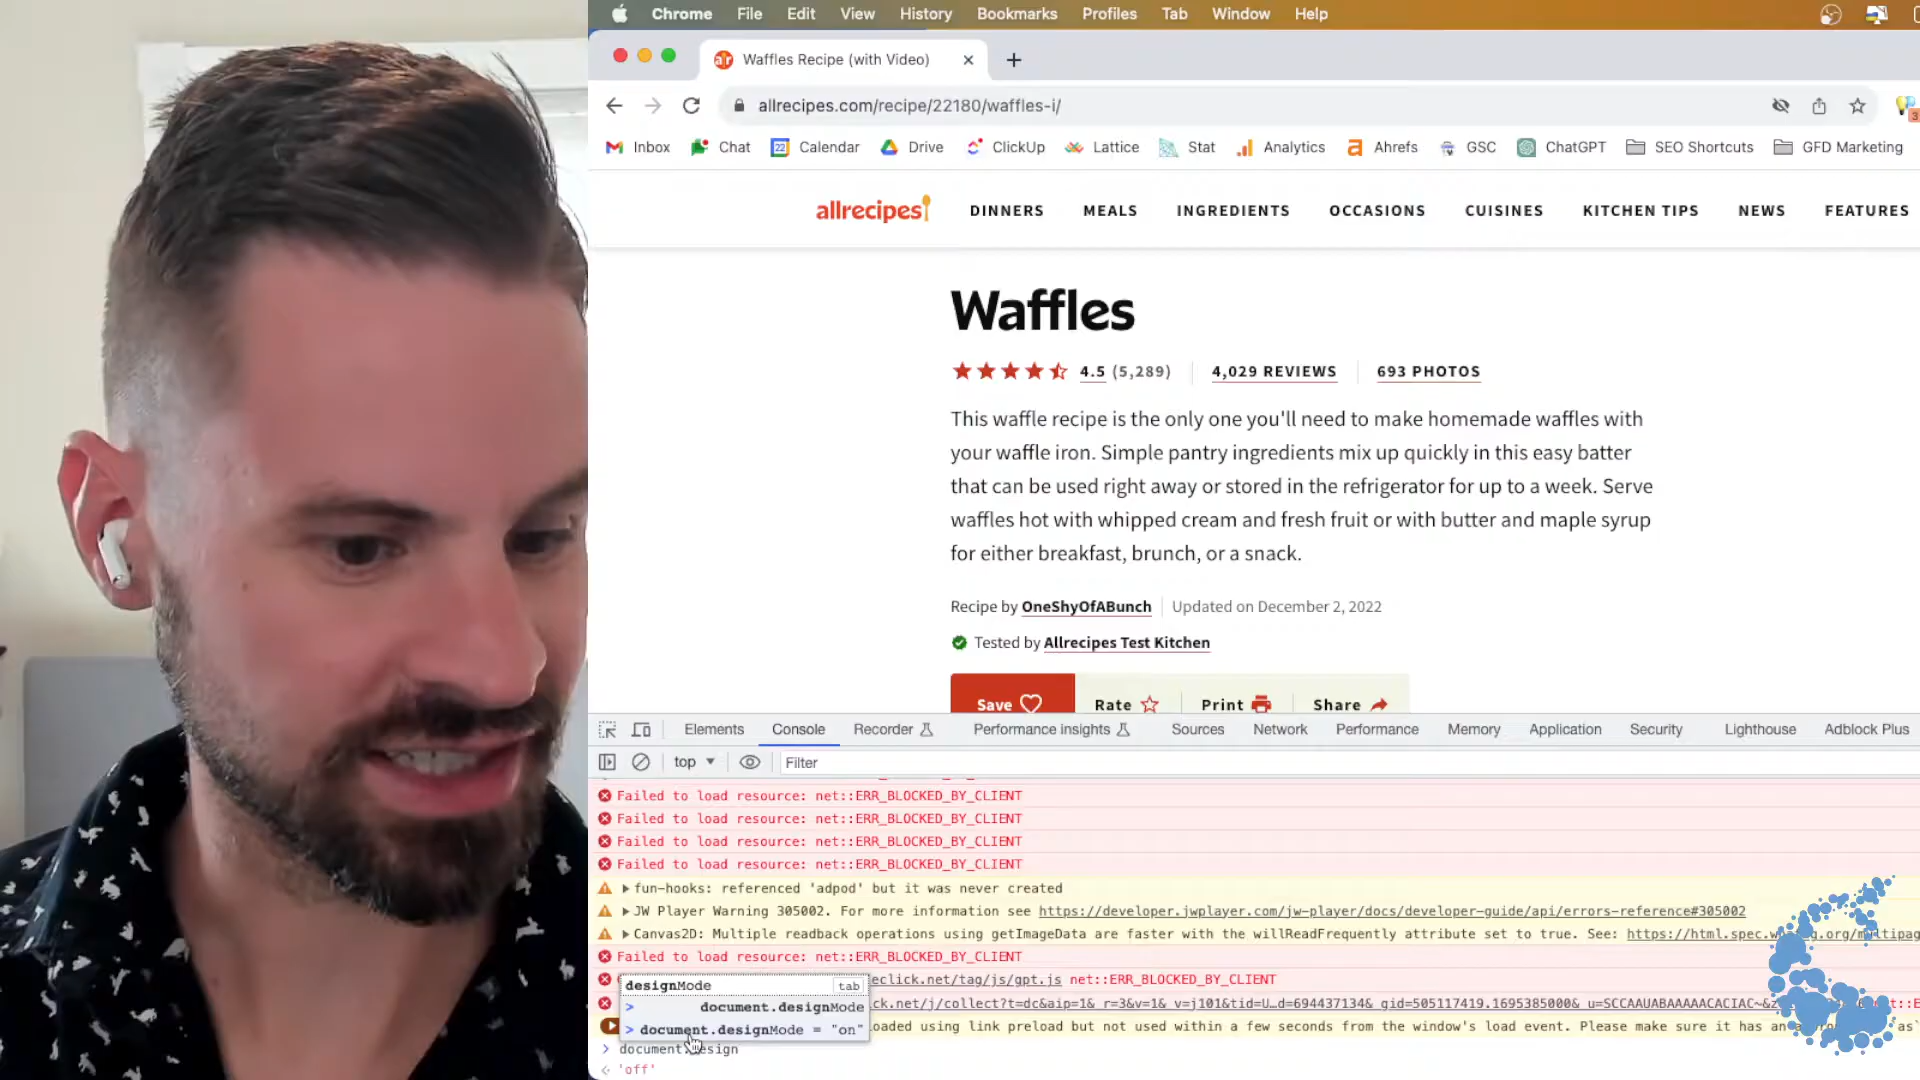 Chrome File Edit View History Bookmarks Profiles Tab Window Help
Waffles Recipe (with Video)
allrecipes.com/recipe/22180/waffles-i/
3
Inbox Chat Calendar Drive ClickUp Lattice Stat Analytics Ahrefs GSC ChatGPT SEO Shortcuts GFD Marketing
allrecipes DINNERS MEALS INGREDIENTS OCCASIONS CUISINES KITCHEN TIPS NEWS FEATURES
Waffles
4.5 (5,289) 4,029 REVIEWS 693 PHOTOS
This waffle recipe is the only one you'll need to make homemade waffles with
your waffle iron. Simple pantry ingredients mix up quickly in this easy batter
that can be used right away or stored in the refrigerator for up to a week. Serve
waffles hot with whipped cream and fresh fruit or with butter and maple syrup
for either breakfast, brunch, or a snack.
Recipe by OneShyOfABunch Updated on December 2, 2022
Tested by Allrecipes Test Kitchen
Save Rate Print Share
Elements Console Recorder Performance insights Sources Network Performance Memory Application Security Lighthouse Adblock Plus
top Filter
Failed to load resource: net::ERR_BLOCKED_BY_CLIENT
Failed to load resource: net::ERR_BLOCKED_BY_CLIENT
Failed to load resource: net::ERR_BLOCKED_BY_CLIENT
Failed to load resource: net::ERR_BLOCKED_BY_CLIENT
fun-hooks: referenced 'adpod' but it was never created
JW Player Warning 305002. For more information see https://developer.jwplayer.com/jw-player/docs/developer-guide/api/errors-reference#305002
Canvas2D: Multiple readback operations using getImageData are faster with the willReadFrequently attribute set to true. See:
Failed to load resource: net::ERR_BLOCKED_BY_CLIENT
eclick.net/tag/js/gpt.js net::ERR_BLOCKED_BY_CLIENT
designMode tab
> document.designMode
> document.designMode = "on"
oaded using link preload but not used within a few seconds from the window's load event. Please make sure it has an
> document.design
'off'